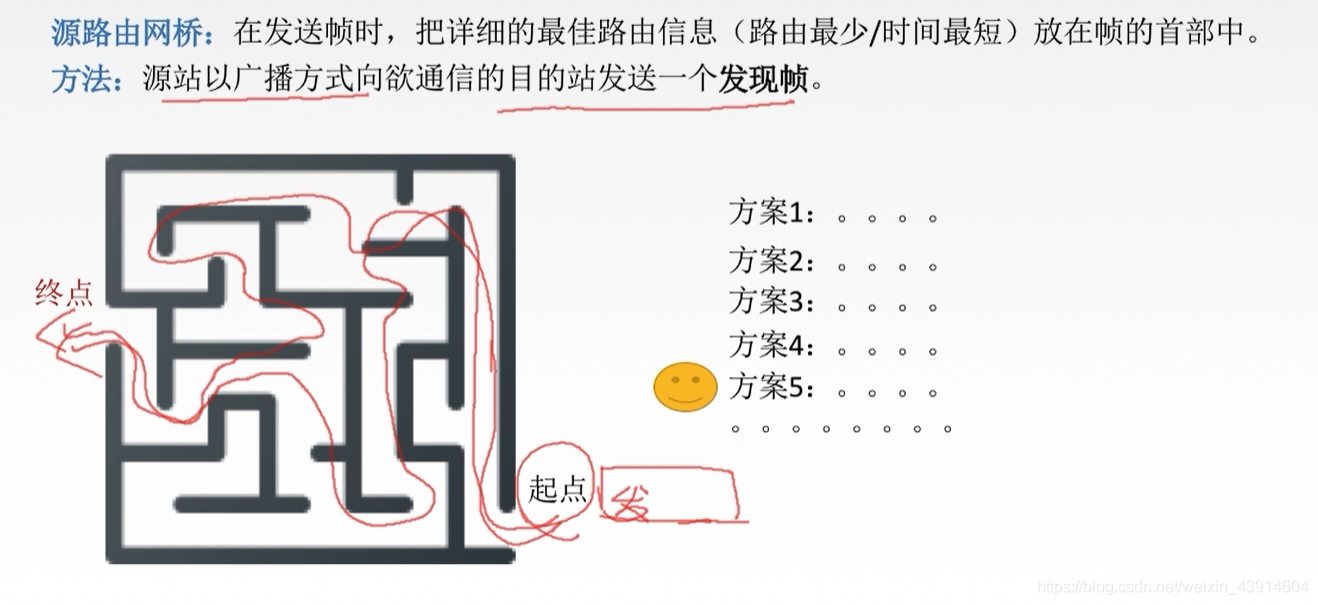 源路由网桥：在发送帧时，把详细的最佳路由信息（路由最少/时间最短）放在帧的首部中。
方法：源站以广播方式向欲通信的目的站发送一个发现帧。
方案1：。。。。
方案2：。。。。
终点
方案3：。。。。
方案4：。。。。
方案5：。。。。
。。。。。。。。
起点
发
https://blog.csdn.net/weixin_43914604